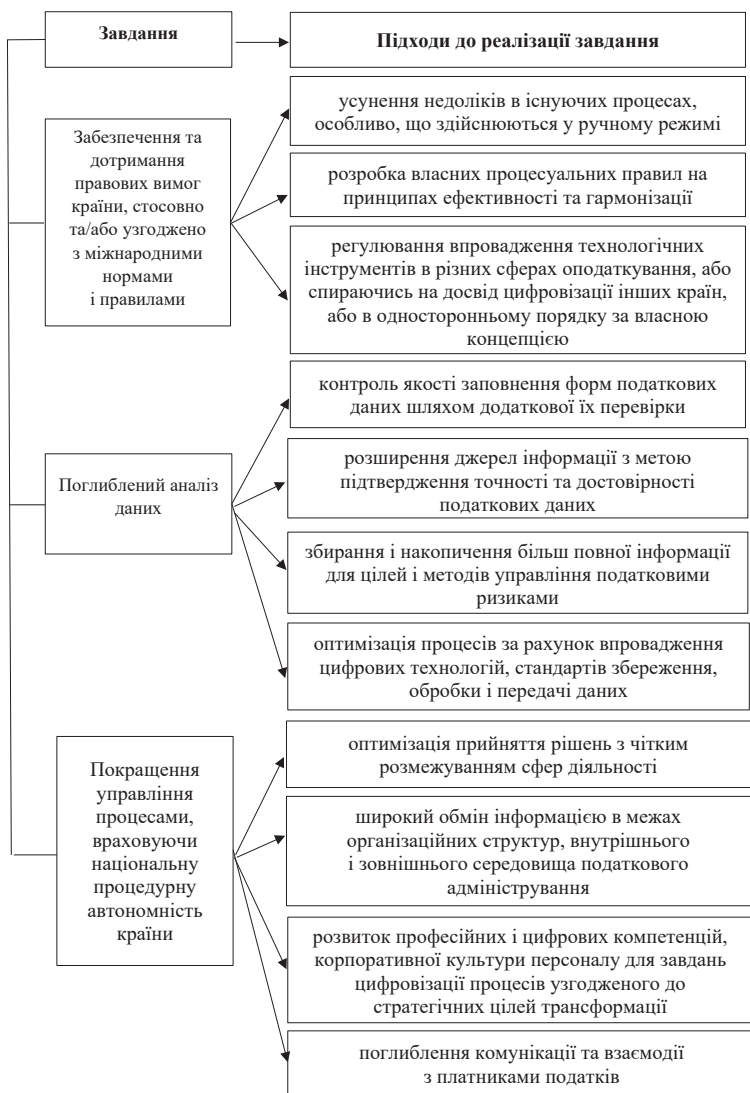 Завдання
Підходи до реалізації завдання
Забезпечення та
дотримання
правових вимог
країни, стосовно
та/або узгоджено
з міжнародними
нормами
і правилами
усунення недоліків в існуючих процесах,
особливо, що здійснюються у ручному режимі
розробка власних процесуальних правил на
принципах ефективності та гармонізації
регулювання впровадження технологічних
інструментів в різних сферах оподаткування, або
спираючись на досвід цифровізації інших країн,
або в односторонньому порядку за власною
концепцією
Поглиблений аналіз
даних
контроль якості заповнення форм податкових
даних шляхом додаткової їх перевірки
розширення джерел інформації з метою
підтвердження точності та достовірності
податкових даних
збирання і накопичення більш повної інформації
для цілей і методів управління податковими
ризиками
оптимізація процесів за рахунок впровадження
цифрових технологій, стандартів збереження,
обробки і передачі даних
Покращення
управління
процесами,
враховуючи
національну
процедурну
автономність
країни
оптимізація прийняття рішень з чітким
розмежуванням сфер діяльності
широкий обмін інформацією в межах
організаційних структур, внутрішнього
і зовнішнього середовища податкового
адміністрування
розвиток професійних і цифрових компетенцій,
корпоративної культури персоналу для завдань
цифровізації процесів узгодженого до
стратегічних цілей трансформації
поглиблення комунікації та взаємодії
з платниками податків